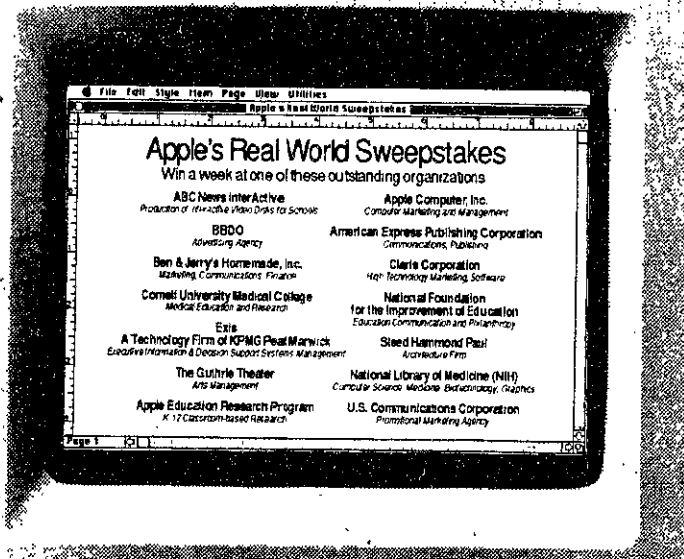 File Edit Style Item Page View Utilities
Apple's Real World Sweepstakes
Apple's Real World Sweepstakes
Win a week at one of these outstanding organizations
ABC News InterActive
Production of Interactive Video Disks for Schools
BBDO
Advertising Agency
Ben & Jerry's Homemade, Inc.
Marketing, Communications, Finance
Cornell University Medical College
Medical Education and Research
Exis
A Technology Firm of KPMG Peat Marwick
Executive Information & Decision Support Systems Management
The Guthrie Theater
Arts Management
Apple Education Research Program
K-12 Classroom-based Research
Apple Computer, Inc.
Computer Marketing and Management
American Express Publishing Corporation
Communications, Publishing
Claris Corporation
High Technology Marketing, Software
National Foundation
for the Improvement of Education
Education Communication and Philanthropy
Steed Hammond Paul
Architecture Firm
National Library of Medicine (NIH)
Computer Science, Medicine, Biotechnology, Graphics
U.S. Communications Corporation
Promotional Marketing Agency
Page 1